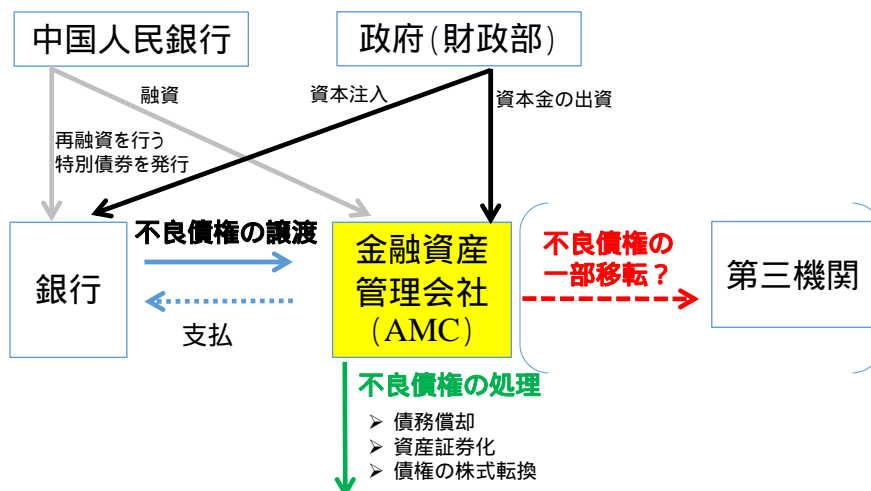 中国人民銀行
政府(財政部)
融資
資本注入
資本金の出資
再融資を行う
特別債券を発行
不良債権の譲渡
銀行
支払
金融資産
管理会社
(AMC)
不良債権の
一部移転?
第三機関
不良債権の処理
➢ 債務償却
➢ 資産証券化
➢ 債権の株式転換